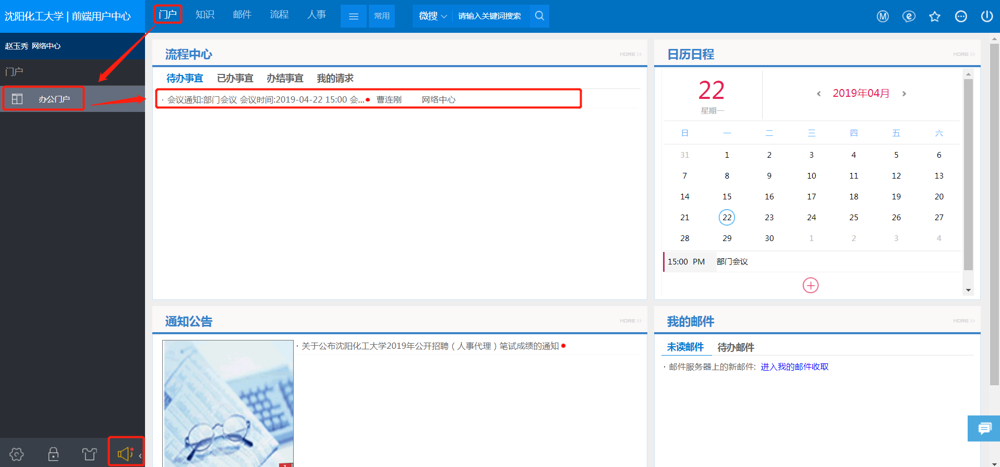 沈阳化工大学 | 前端用户中心
门户 知识 邮件 流程 人事 常用 微搜 请输入关键词搜索
赵玉秀 网络中心
门户
办公门户
流程中心 MORE >>
待办事宜 已办事宜 办结事宜 我的请求
· 会议通知:部门会议 会议时间:2019-04-22 15:00 会... 曹连刚 网络中心
日历日程 MORE >>
22 星期一
2019年04月
日 一 二 三 四 五 六
31 1 2 3 4 5 6
7 8 9 10 11 12 13
14 15 16 17 18 19 20
21 22 23 24 25 26 27
28 29 30 1 2 3 4
15:00 PM 部门会议
通知公告 MORE >>
· 关于公布沈阳化工大学2019年公开招聘（人事代理）笔试成绩的通知
1
我的邮件 MORE >>
未读邮件 待办邮件
· 邮件服务器上的新邮件: 进入我的邮件收取